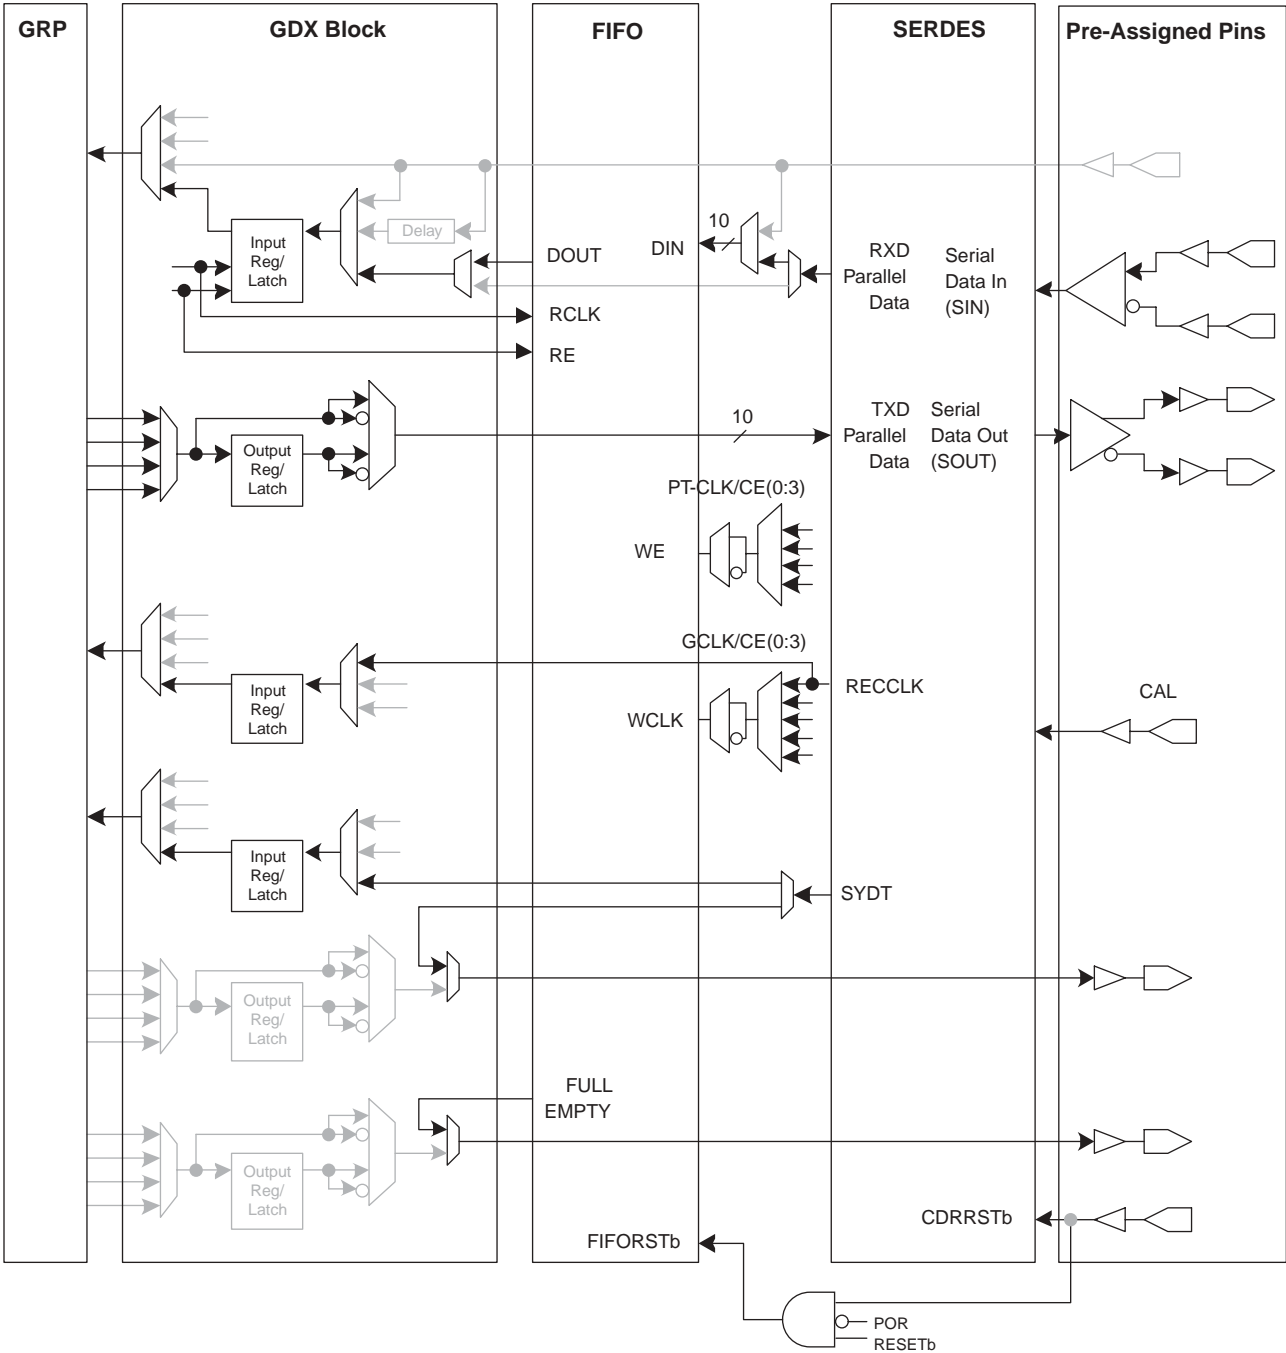 GRP
GDX Block
FIFO
SERDES
Pre-Assigned Pins
Delay
Input
Reg/
Latch
DOUT
DIN
10
RXD
Parallel
Data
Serial
Data In
(SIN)
RCLK
RE
Output
Reg/
Latch
10
TXD
Parallel
Data
Serial
Data Out
(SOUT)
PT-CLK/CE(0:3)
WE
GCLK/CE(0:3)
Input
Reg/
Latch
WCLK
RECCLK
CAL
Input
Reg/
Latch
SYDT
Output
Reg/
Latch
FULL
EMPTY
Output
Reg/
Latch
CDRRSTb
FIFORSTb
POR
RESETb